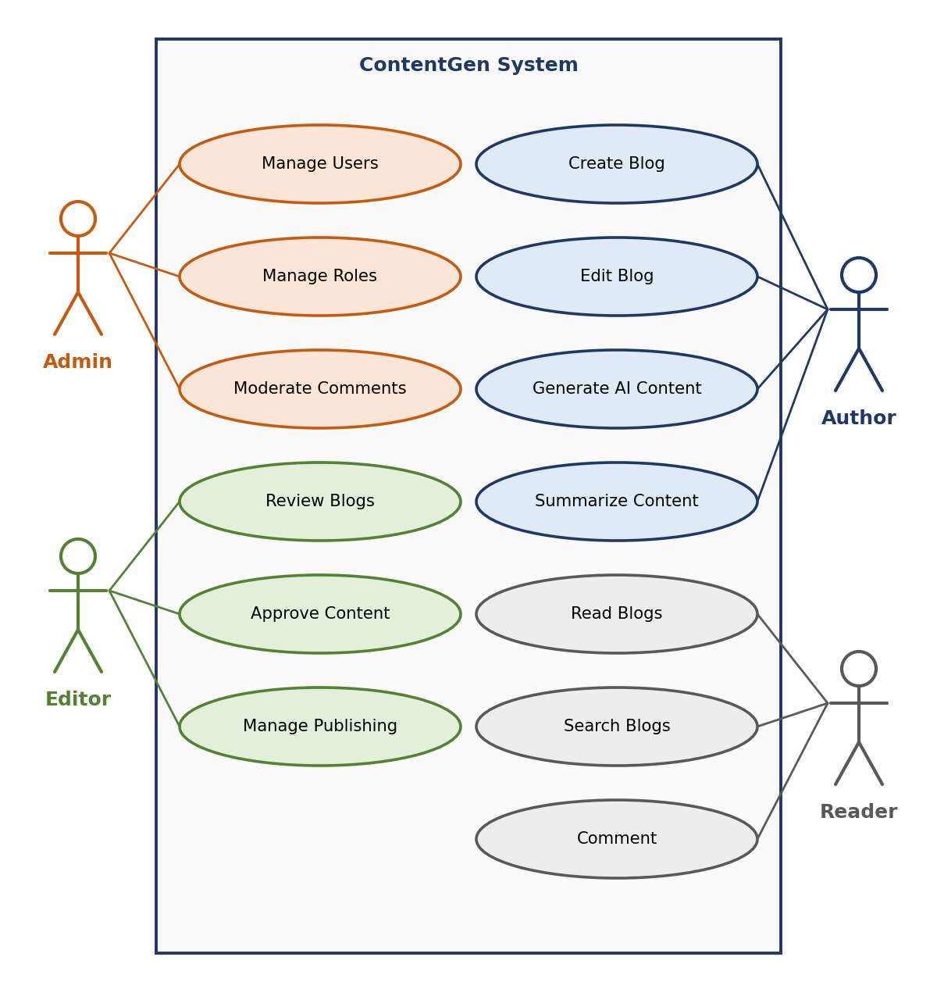 ContentGen System
Manage Users
Create Blog
Manage Roles
Edit Blog
Admin
Moderate Comments
Generate AI Content
Author
Review Blogs
Summarize Content
Approve Content
Read Blogs
Editor
Manage Publishing
Search Blogs
Reader
Comment